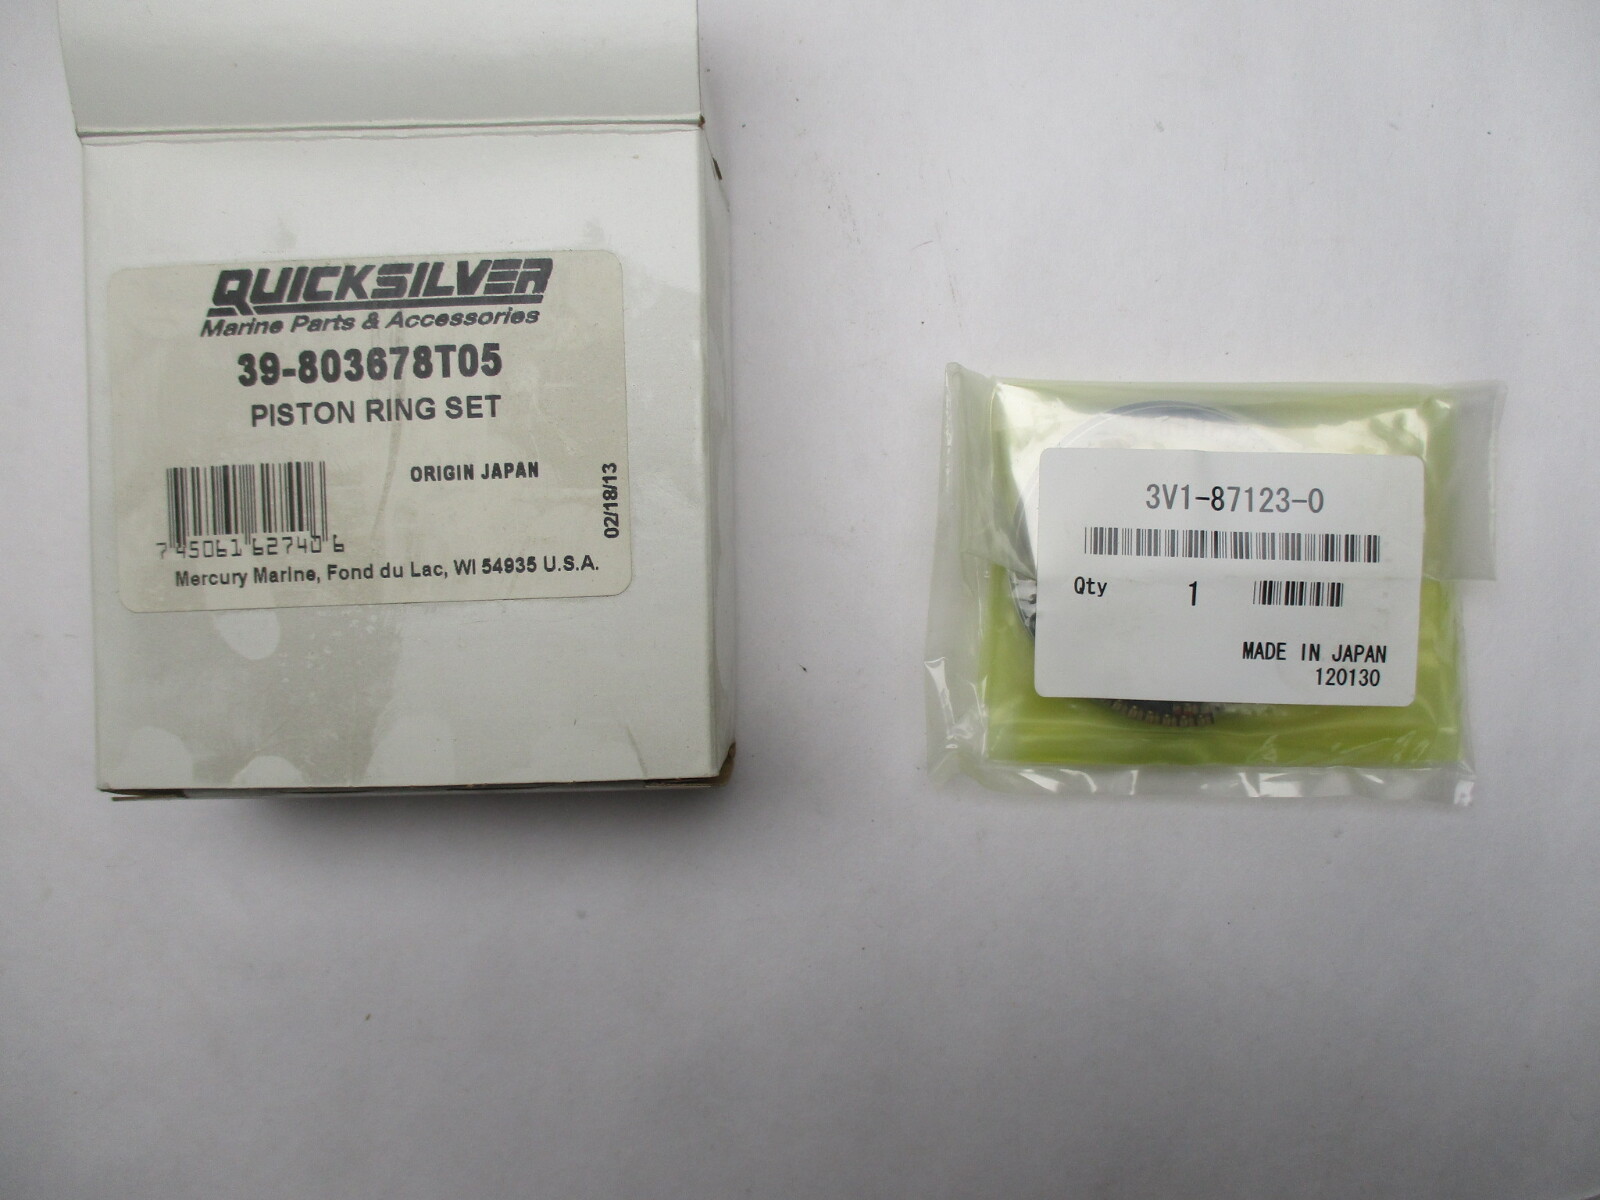 QUICKSILVER
Marine Parts & Accessories
39-803678T05
PISTON RING SET
ORIGIN JAPAN
02/18/13
7 45061 62740 6
Mercury Marine, Fond du Lac, WI 54935 U.S.A.
3V1-87123-0
Qty 1
MADE IN JAPAN
120130